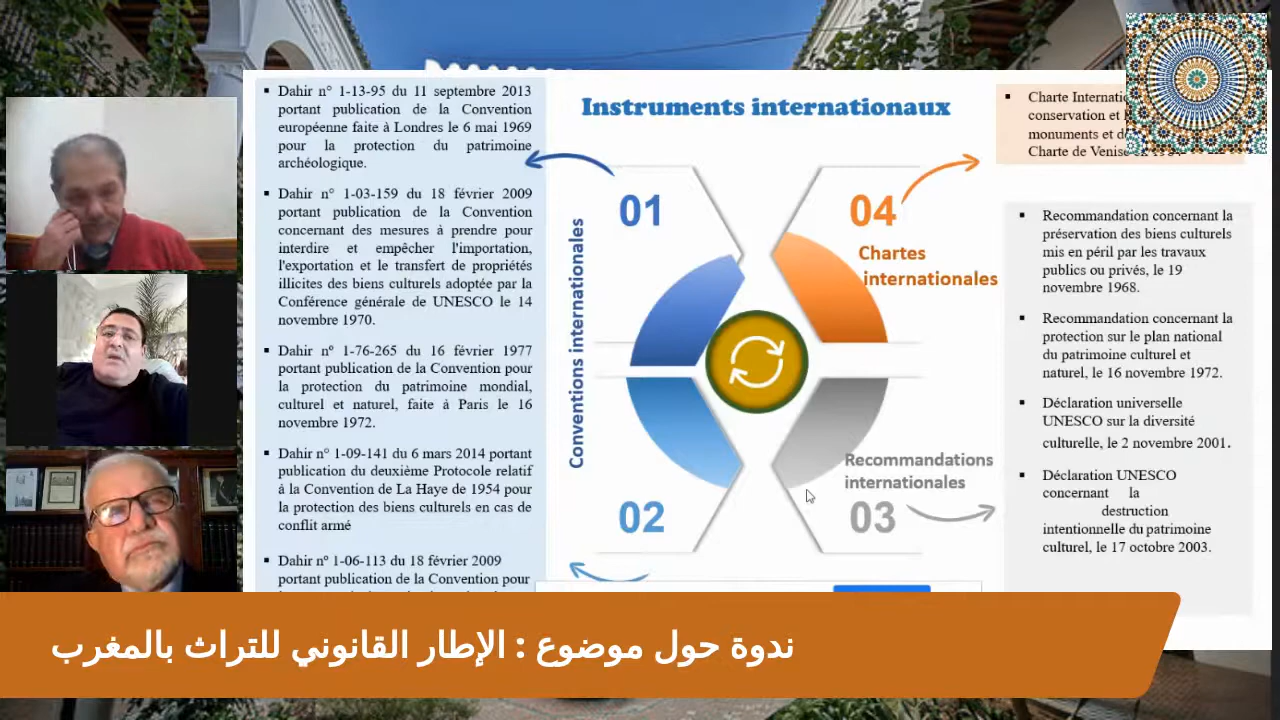 Instruments internationaux
Dahir n° 1-13-95 du 11 septembre 2013
portant publication de la Convention
européenne faite à Londres le 6 mai 1969
pour la protection du patrimoine
archéologique.
Dahir n° 1-03-159 du 18 février 2009
portant publication de la Convention
concernant des mesures à prendre pour
interdire et empêcher l'importation,
l'exportation et le transfert de propriétés
illicites des biens culturels adoptée par la
Conférence générale de UNESCO le 14
novembre 1970.
Dahir n° 1-76-265 du 16 février 1977
portant publication de la Convention pour
la protection du patrimoine mondial,
culturel et naturel, faite à Paris le 16
novembre 1972.
Dahir n° 1-09-141 du 6 mars 2014 portant
publication du deuxième Protocole relatif
à la Convention de La Haye de 1954 pour
la protection des biens culturels en cas de
conflit armé
Dahir n° 1-06-113 du 18 février 2009
portant publication de la Convention pour
Conventions internationales
01
02
04
Chartes
internationales
Recommandations
internationales
03
Charte
conservation et
monuments et
Charte de Venise
Recommandation concernant la
préservation des biens culturels
mis en péril par les travaux
publics ou privés, le 19
novembre 1968.
Recommandation concernant la
protection sur le plan national
du patrimoine culturel et
naturel, le 16 novembre 1972.
Déclaration universelle
UNESCO sur la diversité
culturelle, le 2 novembre 2001.
Déclaration UNESCO
concernant la
destruction
intentionnelle du patrimoine
culturel, le 17 octobre 2003.
ندوة حول موضوع : الإطار القانوني للتراث بالمغرب